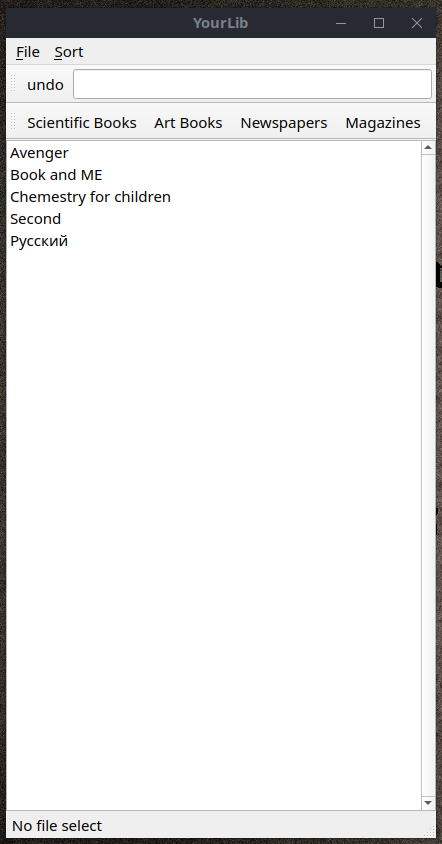 YourLib
File Sort
undo
Scientific Books Art Books Newspapers Magazines
Avenger
Book and ME
Chemestry for children
Second
Русский
No file select